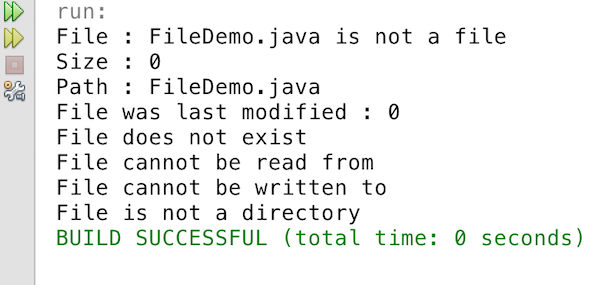 run:
File : FileDemo.java is not a file
Size : 0
Path : FileDemo.java
File was last modified : 0
File does not exist
File cannot be read from
File cannot be written to
File is not a directory
BUILD SUCCESSFUL (total time: 0 seconds)